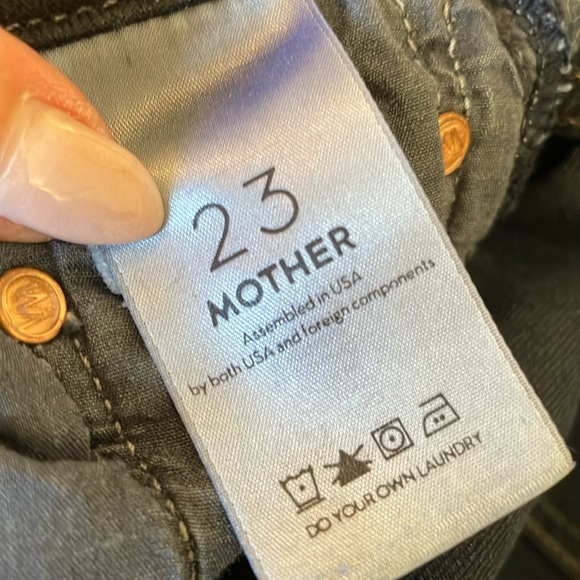 23
MOTHER
Assembled in USA
by both USA and foreign components
DO YOUR OWN LAUNDRY
M
M